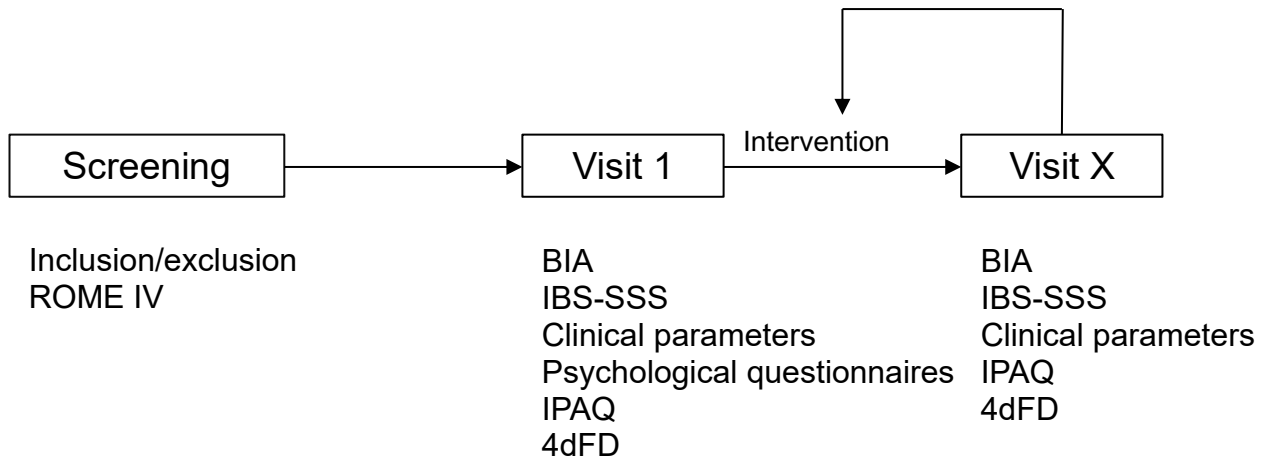 Screening
Visit 1
Intervention
Visit X
Inclusion/exclusion
ROME IV
BIA
IBS-SSS
Clinical parameters
Psychological questionnaires
IPAQ
4dFD
BIA
IBS-SSS
Clinical parameters
IPAQ
4dFD